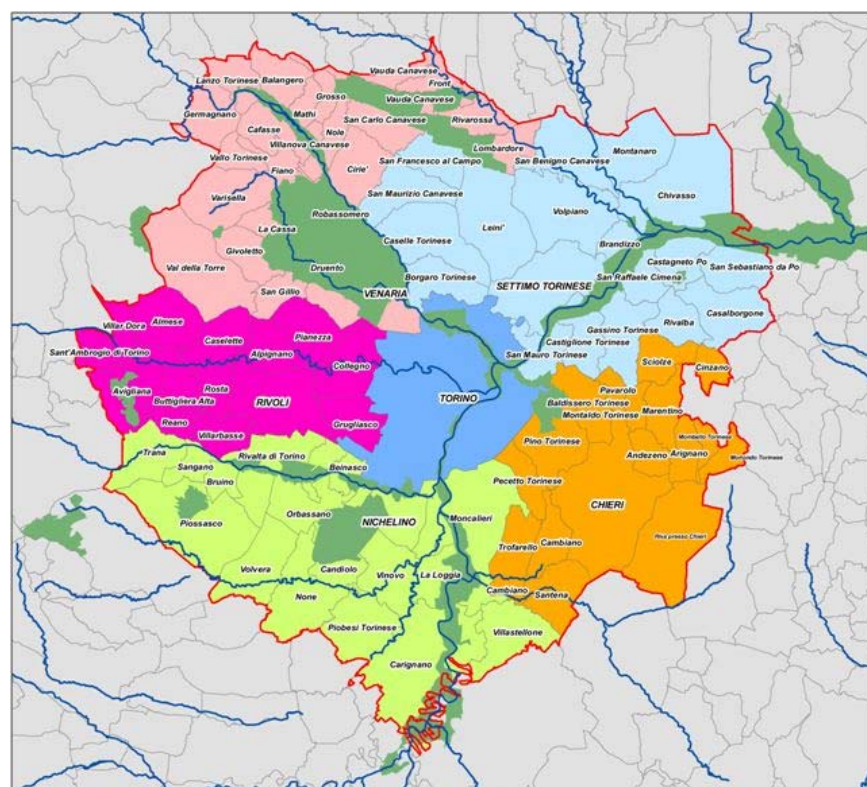 Vauda Canavese
Lanzo Torinese
Balangero
Front
Grosso
Vauda Canavese
Germagnano
Mathi
San Carlo Canavese
Rivarossa
Cafasse
Nole
Villanova Canavese
Lombardore
Montanaro
Vallo Torinese
Fiano
Cirie'
San Francesco al Campo
San Benigno Canavese
Varisella
San Maurizio Canavese
Chivasso
Robassomero
Volpiano
La Cassa
Leini'
Caselle Torinese
Brandizzo
Givoletto
Castagneto Po
Val della Torre
Druento
Borgaro Torinese
San Raffaele Cimena
San Sebastiano da Po
San Gillio
VENARIA
SETTIMO TORINESE
Villar Dora
Almese
Rivalba
Casalborgone
Caselette
Pianezza
Gassino Torinese
Castiglione Torinese
Sant'Ambrogio di Torino
Alpignano
San Mauro Torinese
Collegno
Sciolze
Cinzano
Avigliana
Rosta
Pavarolo
Buttigliera Alta
RIVOLI
TORINO
Baldissero Torinese
Montaldo Torinese
Marentino
Reano
Grugliasco
Villarbasse
Pino Torinese
Mombello Torinese
Trana
Rivalta di Torino
Andezeno
Arignano
Moriondo Torinese
Sangano
Beinasco
Bruino
Pecetto Torinese
Piossasco
Orbassano
NICHELINO
Moncalieri
CHIERI
Riva presso Chieri
Trofarello
Cambiano
Volvera
Candiolo
Vinovo
La Loggia
None
Cambiano
Santena
Piobesi Torinese
Villastellone
Carignano